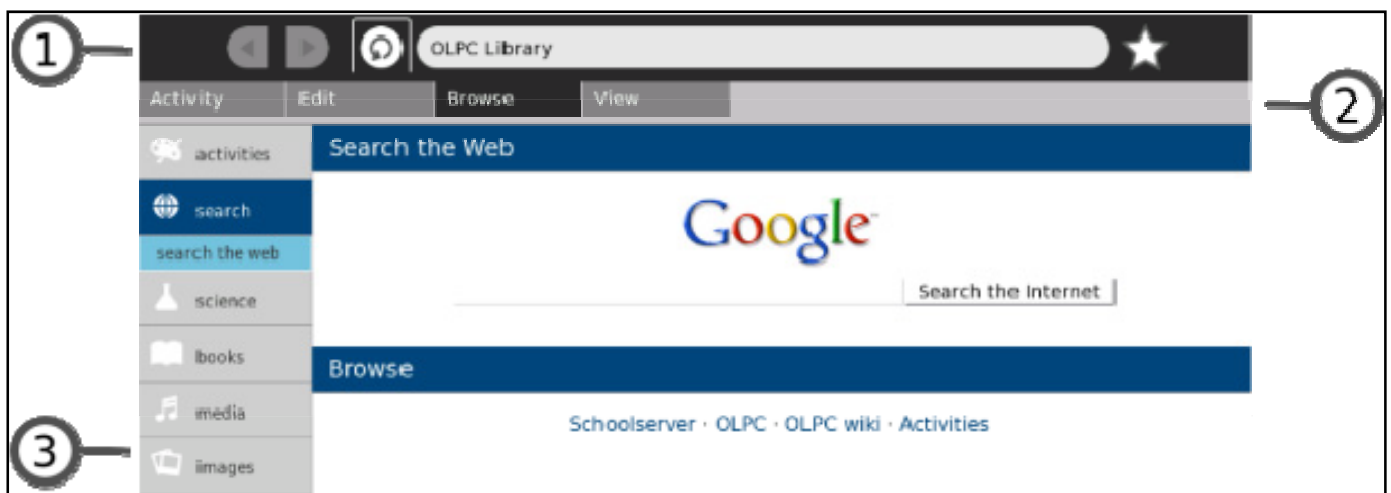 1
OLPC Library
Activity Edit Browse View
2
activities
search
search the web
science
books
media
images
3
Search the Web
Google™
Search the Internet
Browse
Schoolserver · OLPC · OLPC wiki · Activities